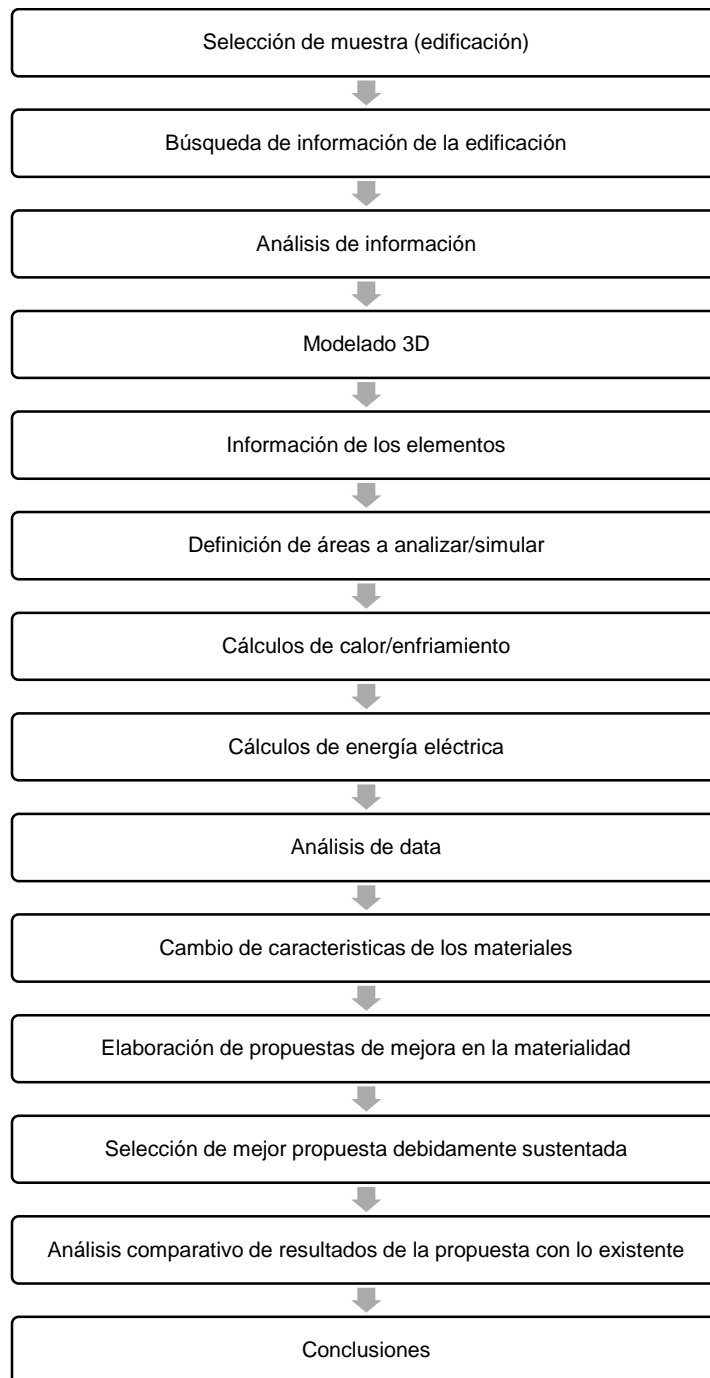 Selección de muestra (edificación)
Búsqueda de información de la edificación
Análisis de información
Modelado 3D
Información de los elementos
Definición de áreas a analizar/simular
Cálculos de calor/enfriamiento
Cálculos de energía eléctrica
Análisis de data
Cambio de caracteristicas de los materiales
Elaboración de propuestas de mejora en la materialidad
Selección de mejor propuesta debidamente sustentada
Análisis comparativo de resultados de la propuesta con lo existente
Conclusiones